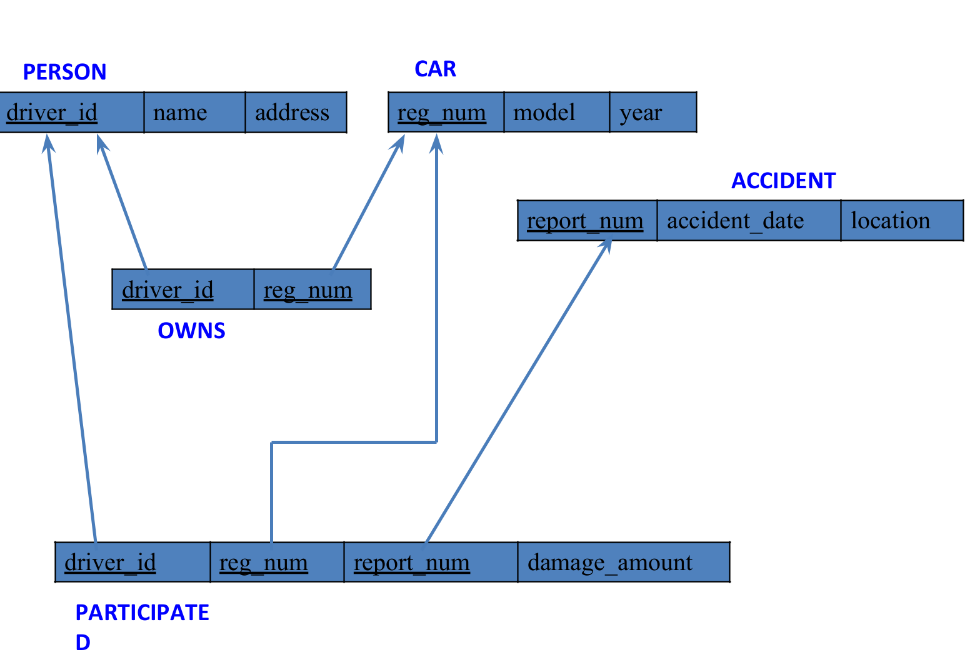 PERSON
CAR
driver_id name address
reg_num model year
ACCIDENT
report_num accident_date location
driver_id reg_num
OWNS
driver_id reg_num report_num damage_amount
PARTICIPATE
D